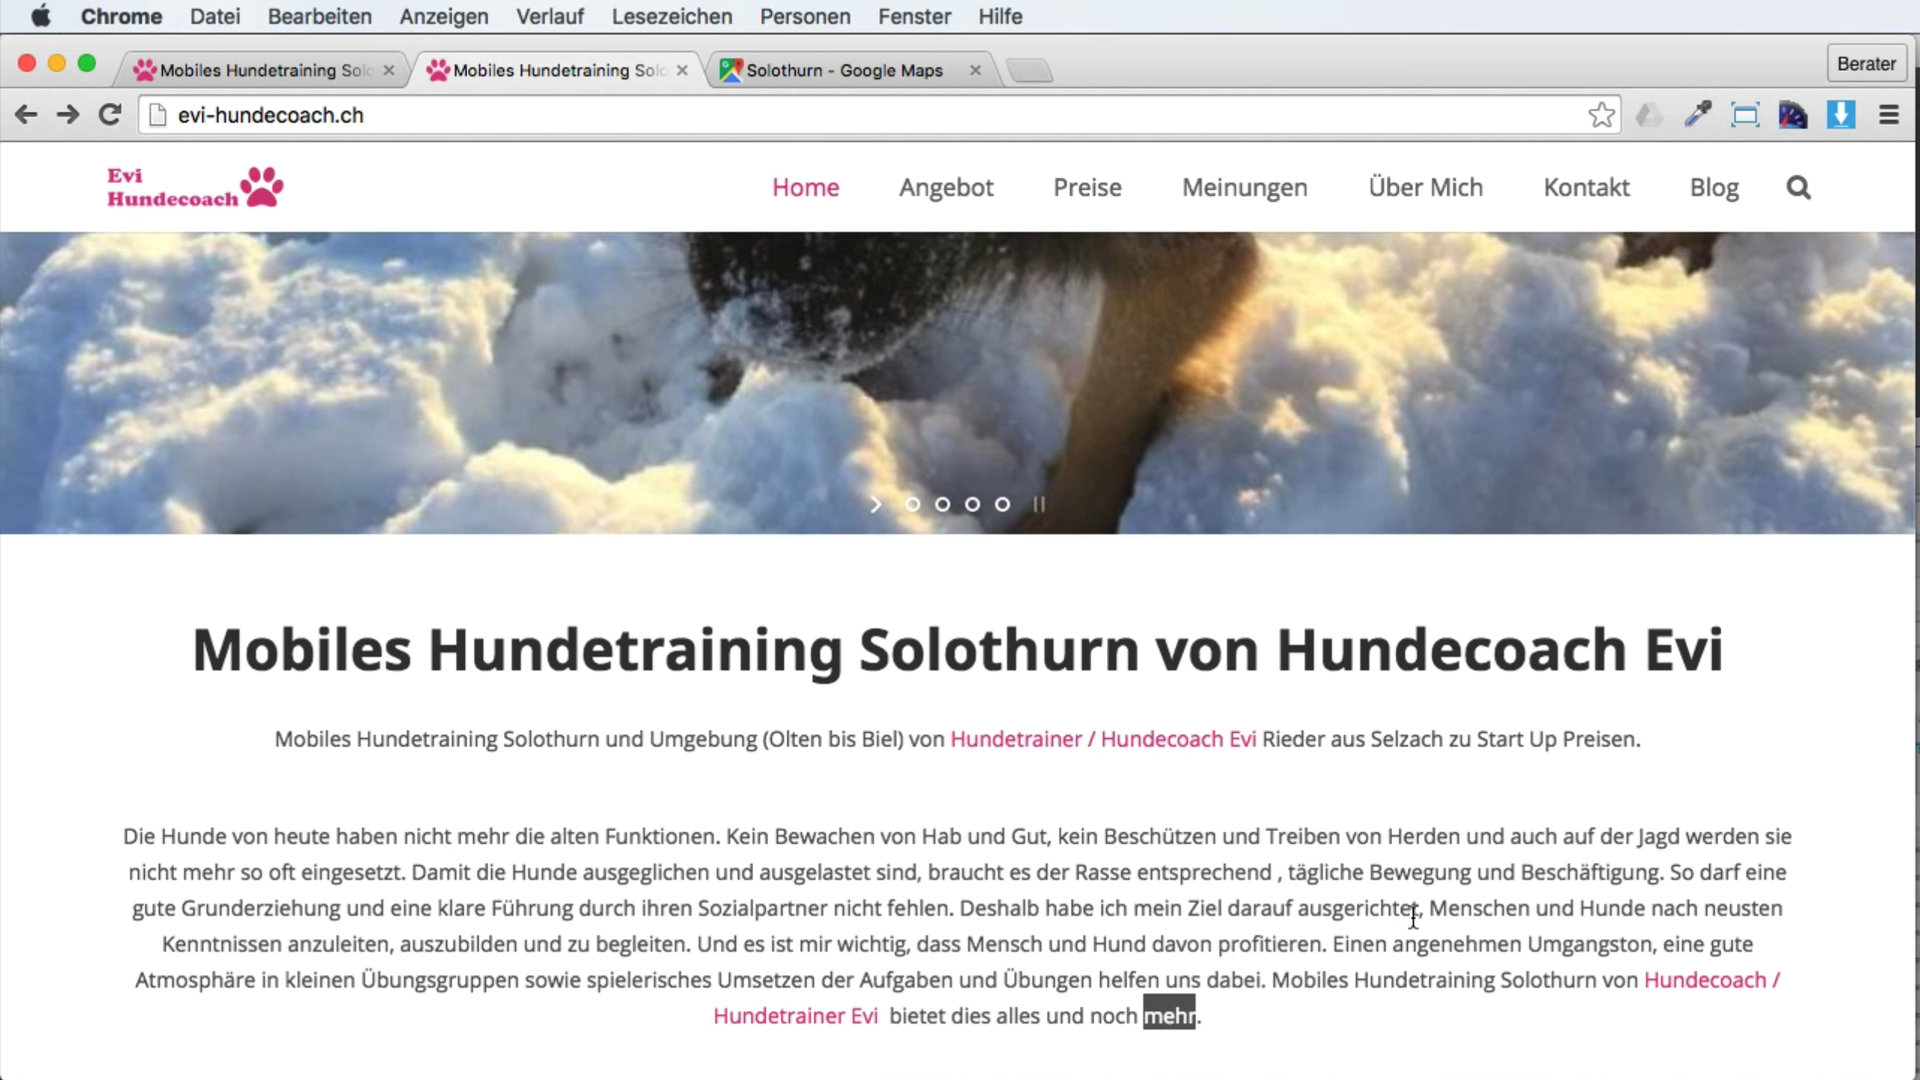 Chrome Datei Bearbeiten Anzeigen Verlauf Lesezeichen Personen Fenster Hilfe
Mobiles Hundetraining Solo
Mobiles Hundetraining Solo
Solothurn - Google Maps
Berater
evi-hundecoach.ch
Evi
Hundecoach
Home Angebot Preise Meinungen Über Mich Kontakt Blog
Mobiles Hundetraining Solothurn von Hundecoach Evi
Mobiles Hundetraining Solothurn und Umgebung (Olten bis Biel) von Hundetrainer / Hundecoach Evi Rieder aus Selzach zu Start Up Preisen.
Die Hunde von heute haben nicht mehr die alten Funktionen. Kein Bewachen von Hab und Gut, kein Beschützen und Treiben von Herden und auch auf der Jagd werden sie
nicht mehr so oft eingesetzt. Damit die Hunde ausgeglichen und ausgelastet sind, braucht es der Rasse entsprechend , tägliche Bewegung und Beschäftigung. So darf eine
gute Grunderziehung und eine klare Führung durch ihren Sozialpartner nicht fehlen. Deshalb habe ich mein Ziel darauf ausgerichtet, Menschen und Hunde nach neusten
Kenntnissen anzuleiten, auszubilden und zu begleiten. Und es ist mir wichtig, dass Mensch und Hund davon profitieren. Einen angenehmen Umgangston, eine gute
Atmosphäre in kleinen Übungsgruppen sowie spielerisches Umsetzen der Aufgaben und Übungen helfen uns dabei. Mobiles Hundetraining Solothurn von Hundecoach /
Hundetrainer Evi bietet dies alles und noch mehr.